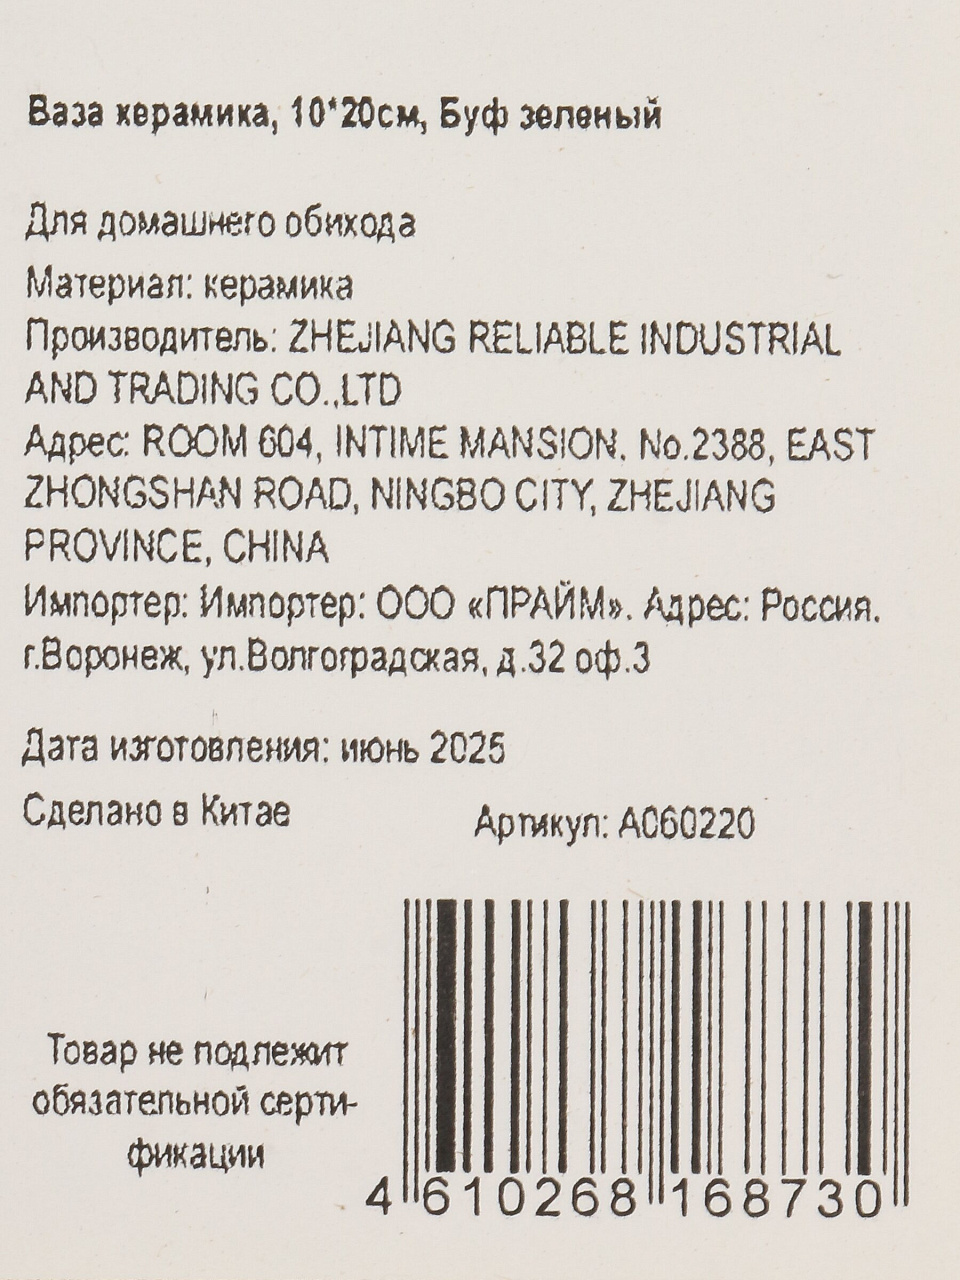 Ваза керамика, 10*20см, Буф зеленый
Для домашнего обихода
Материал: керамика
Производитель: ZHEJIANG RELIABLE INDUSTRIAL
AND TRADING CO.,LTD
Адрес: ROOM 604, INTIME MANSION. No.2388, EAST
ZHONGSHAN ROAD, NINGBO CITY, ZHEJIANG
PROVINCE, CHINA
Импортер: Импортер: ООО «ПРАЙМ». Адрес: Россия.
г.Воронеж, ул.Волгоградская, д.32 оф.3
Дата изготовления: июнь 2025
Сделано в Китае
Артикул: А060220
Товар не подлежит
обязательной серти-
фикации
4 610268 168730